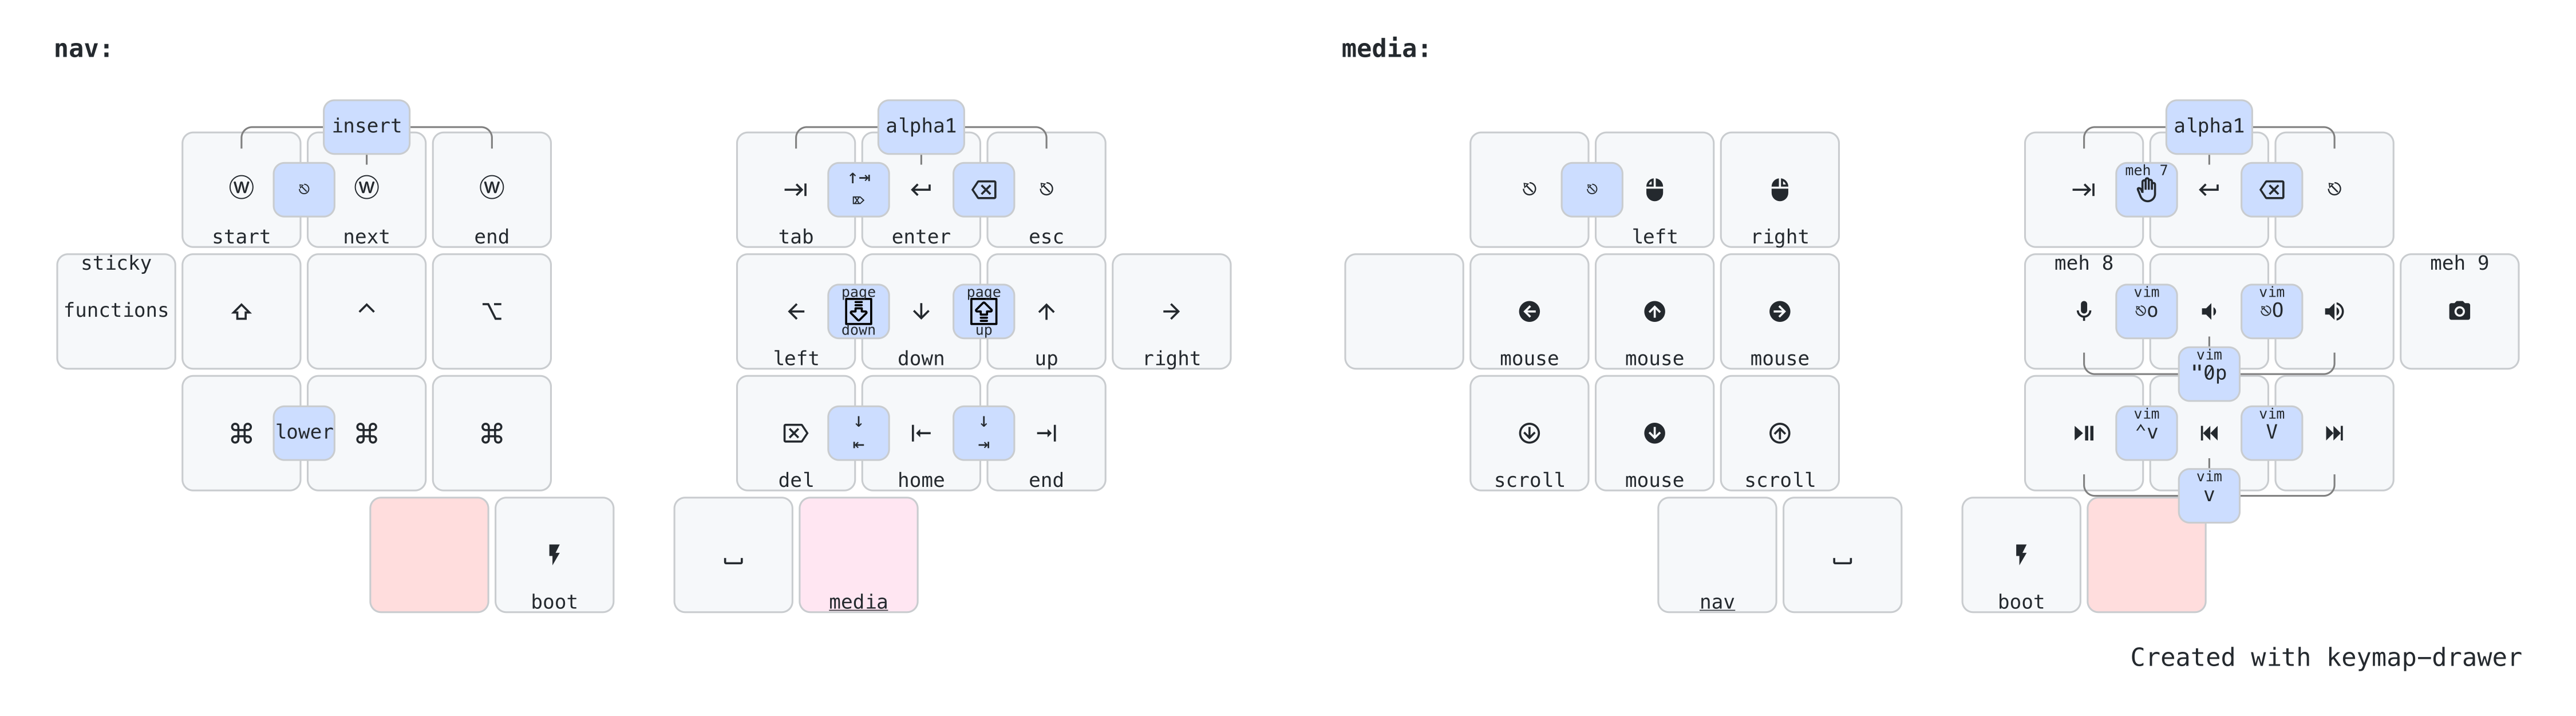 nav:
media:
insert
alpha1
alpha1
Ⓦ ⎋ Ⓦ Ⓦ
start next end
⇥ ↑⇥ ⌦ ↵ ⌫ ⎋
tab enter esc
⎋ ⎋
left right
⇥ meh 7 ↵ ⌫ ⎋
sticky
functions
⇧ ^ ⌥
← page down ↓ page up ↑ →
left down up right
mouse mouse mouse
meh 8 vim ⎋o vim ⎋O meh 9
vim
"0p
⌘ lower ⌘ ⌘
⌦ ↓ ⇤ ⇤ ↓ ⇥ ⇥
del home end
scroll mouse scroll
vim ^v vim V
vim
v
boot
media
nav
boot
Created with keymap-drawer